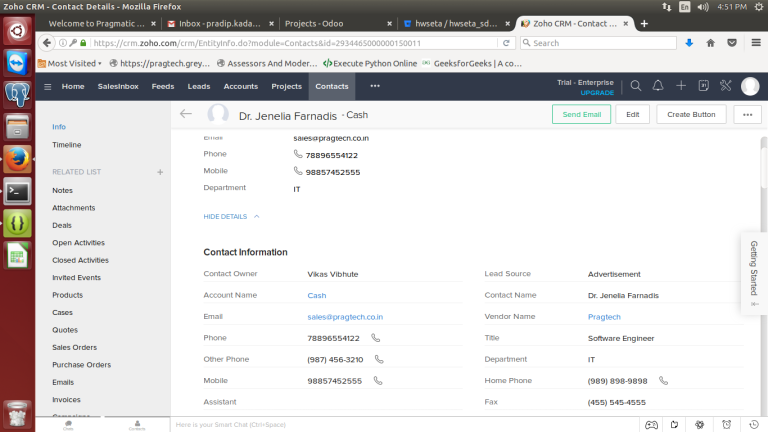 Zoho CRM - Contact Details - Mozilla Firefox
En 4:51 PM
Welcome to Pragmatic ...
Inbox - pradip.kada...
Projects - Odoo
hwseta / hwseta_sd...
Zoho CRM - Contact ...
https://crm.zoho.com/crm/EntityInfo.do?module=Contacts&id=2934465000000150011
Search
Most Visited
https://pragtech.grey...
Assessors And Moder...
Execute Python Online
GeeksforGeeks | A co...
Home SalesInbox Feeds Leads Accounts Projects Contacts •••
Trial - Enterprise
UPGRADE
31
Dr. Jenelia Farnadis - Cash
Send Email Edit Create Button •••
Info
Timeline
RELATED LIST +
Notes
Attachments
Deals
Open Activities
Closed Activities
Invited Events
Products
Cases
Quotes
Sales Orders
Purchase Orders
Emails
Invoices
Campaigns
Email sales@pragtech.co.in
Phone 78896554122
Mobile 98857452555
Department IT
HIDE DETAILS
Contact Information
Contact Owner Vikas Vibhute Lead Source Advertisement
Account Name Cash Contact Name Dr. Jenelia Farnadis
Email sales@pragtech.co.in Vendor Name Pragtech
Phone 78896554122 Title Software Engineer
Other Phone (987) 456-3210 Department IT
Mobile 98857452555 Home Phone (989) 898-9898
Assistant Fax (455) 545-4555
Getting Started
Chats Contacts
Here is your Smart Chat (Ctrl+Space)